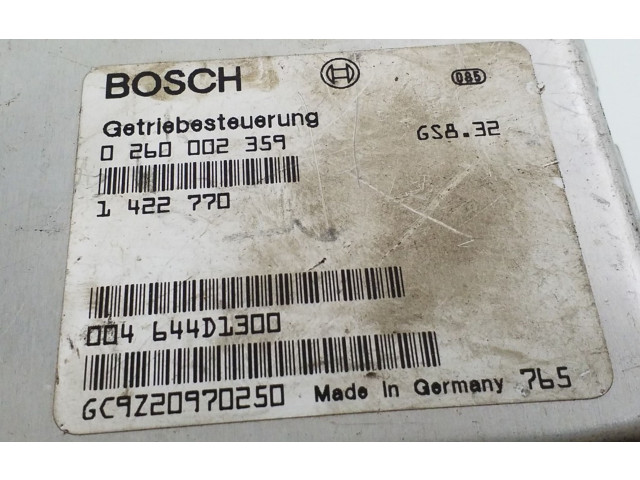 BOSCH 085
Getriebesteuerung GS8.32
0 260 002 359
1 422 770
004 644D1300
GC9Z20970250 Made In Germany 765